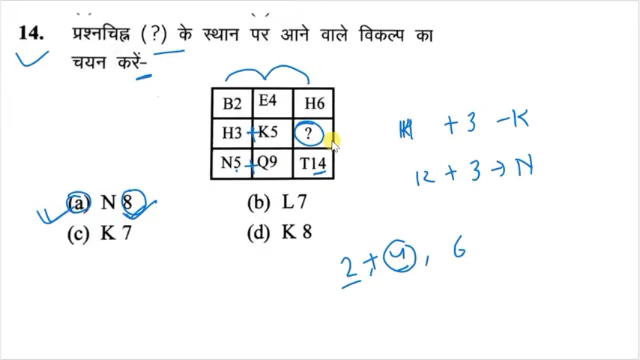 14. प्रश्नचिह्न (?) के स्थान पर आने वाले विकल्प का
चयन करें-
B2 E4 H6
H3 + K5 ?
N5 + Q9 T14
(a) N 8 (b) L 7
(c) K 7 (d) K 8
+ 3 - K
K + 3 → N
2 + 4, 6